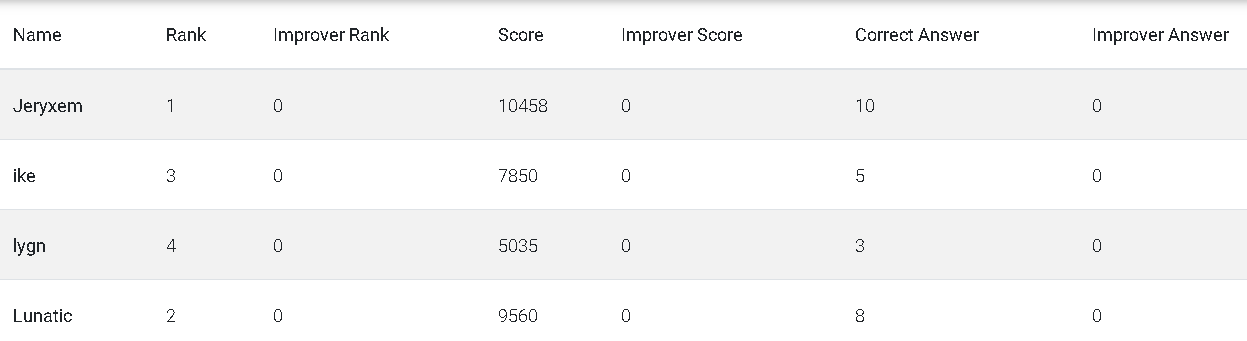 Name Rank Improver Rank Score Improver Score Correct Answer Improver Answer
Jeryxem 1 0 10458 0 10 0
ike 3 0 7850 0 5 0
lygn 4 0 5035 0 3 0
Lunatic 2 0 9560 0 8 0